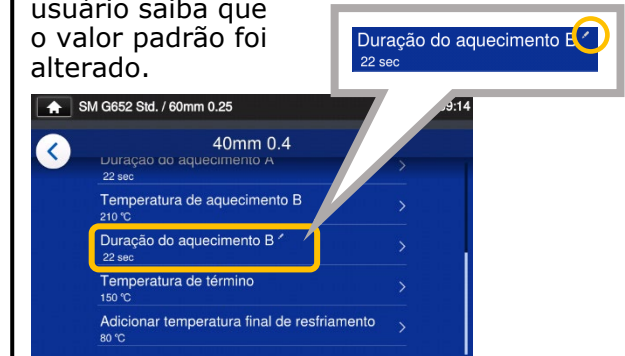 usuário saiba que
o valor padrão foi
alterado.
Duração do aquecimento B
22 sec
SM G652 Std. / 60mm 0.25
9:14
40mm 0.4
Duração do aquecimento A
22 sec
Temperatura de aquecimento B
210 ℃
Duração do aquecimento B
22 sec
Temperatura de término
150 ℃
Adicionar temperatura final de resfriamento
80 ℃